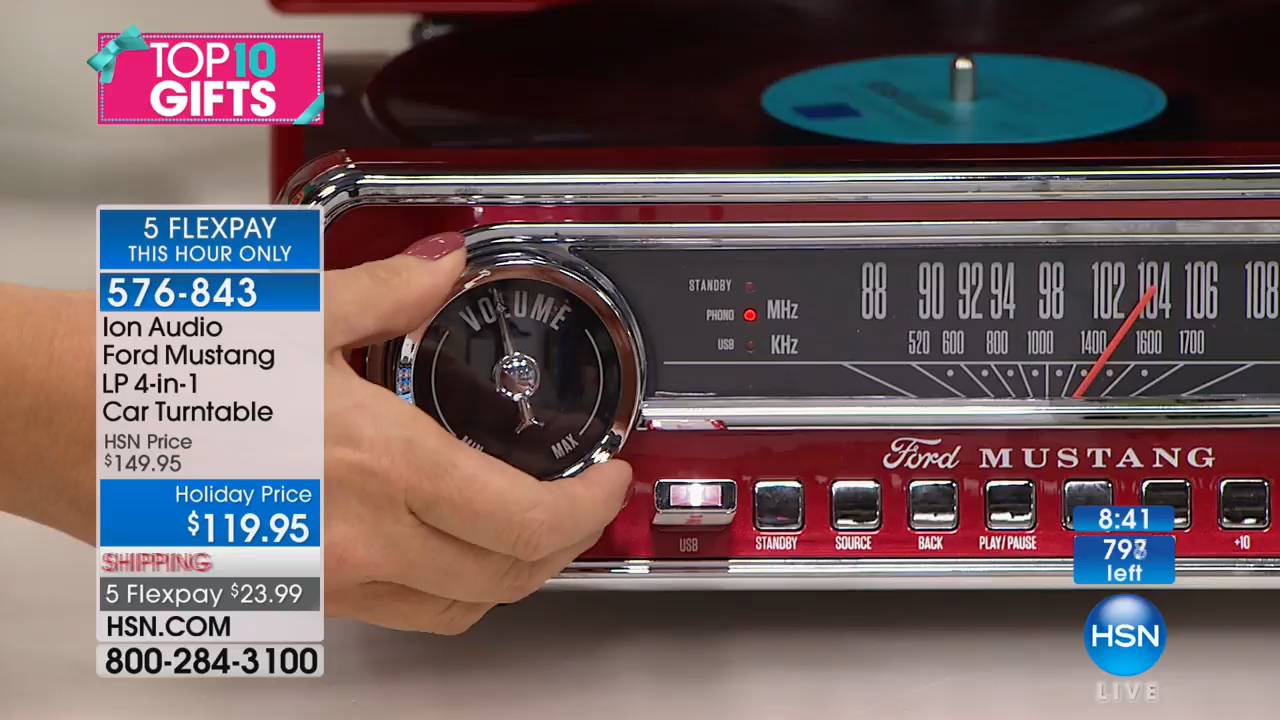 TOP10
GIFTS
5 FLEXPAY
THIS HOUR ONLY
576-843
Ion Audio
Ford Mustang
LP 4-in-1
Car Turntable
HSN Price
$149.95
Holiday Price
$119.95
SHIPPING
5 Flexpay $23.99
HSN.COM
800-284-3100
VOLUME
MIN
MAX
STANDBY
PHONO
USB
MHz
KHz
88 90 92 94 98 102 104 106 108
520 600 800 1000 1400 1600 1700
Ford MUSTANG
USB
STANDBY
SOURCE
BACK
PLAY/PAUSE
+10
8:41
left
HSN
LIVE